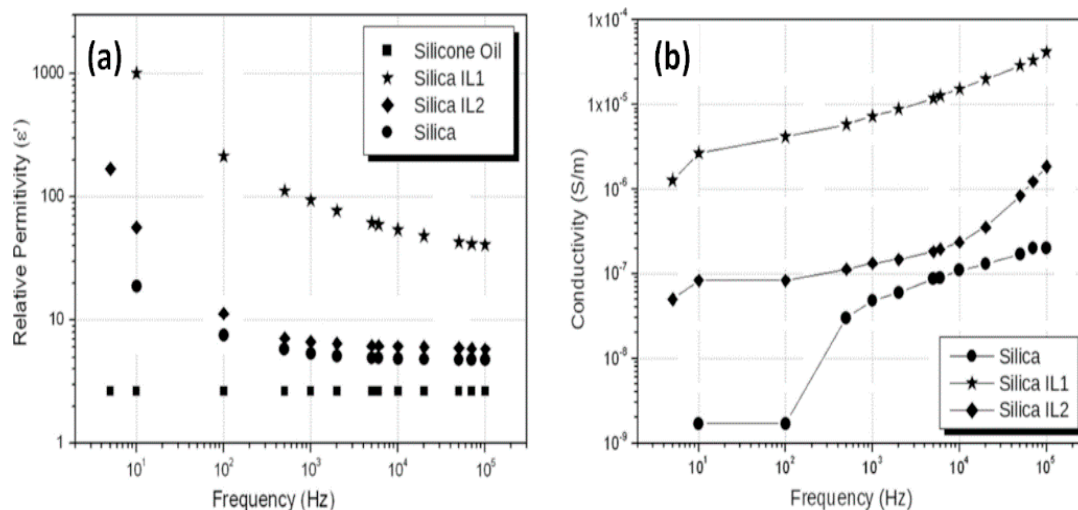 (a)
Silicone Oil
Silica IL1
Silica IL2
Silica
Relative Permitivity (ε')
1000
100
10
1
10¹
10²
10³
10⁴
10⁵
Frequency (Hz)
(b)
Conductivity (S/m)
1x10⁻⁴
1x10⁻⁵
10⁻⁶
10⁻⁷
10⁻⁸
10⁻⁹
Silica
Silica IL1
Silica IL2
10¹
10²
10³
10⁴
10⁵
Frequency (Hz)